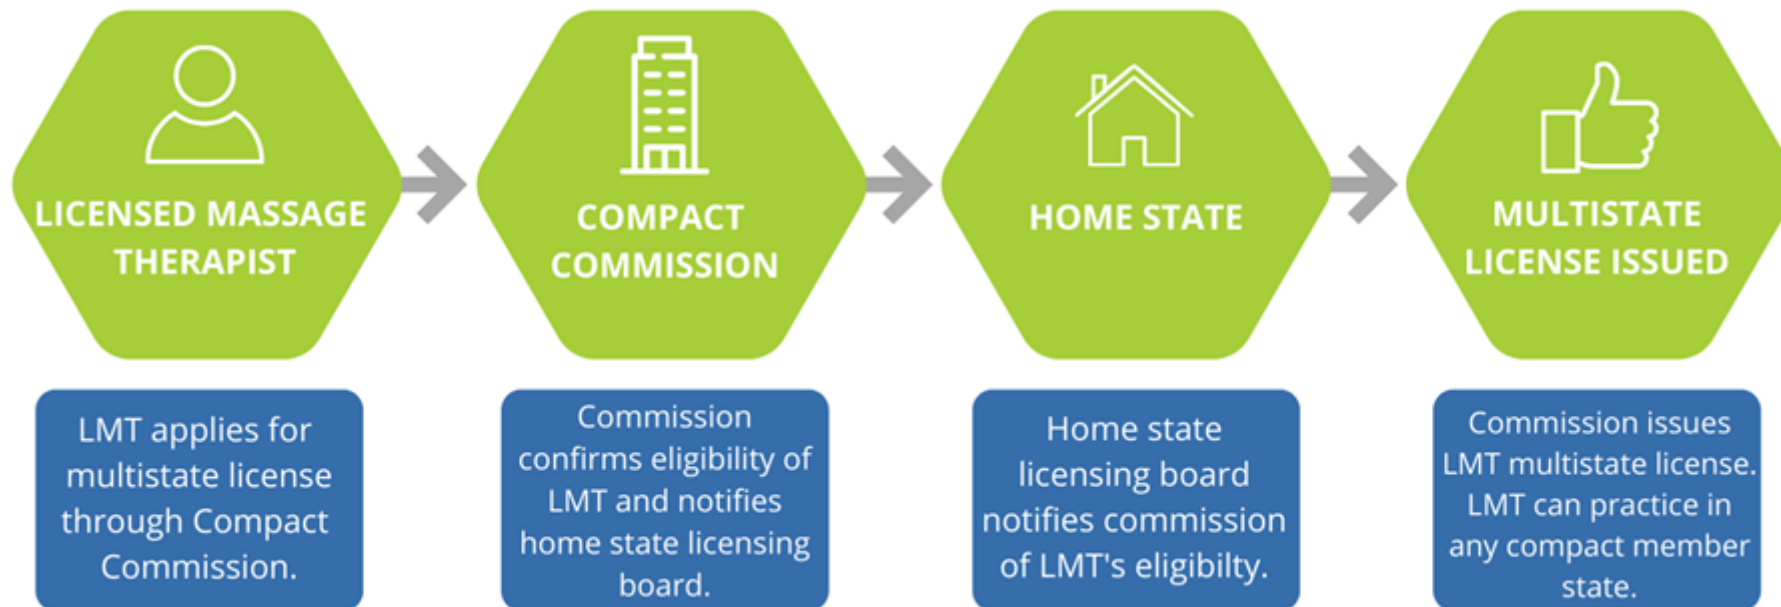 LICENSED MASSAGE
THERAPIST
COMPACT
COMMISSION
HOME STATE
MULTISTATE
LICENSE ISSUED
LMT applies for
multistate license
through Compact
Commission.
Commission
confirms eligibility of
LMT and notifies
home state licensing
board.
Home state
licensing board
notifies commission
of LMT's eligibilty.
Commission issues
LMT multistate license.
LMT can practice in
any compact member
state.